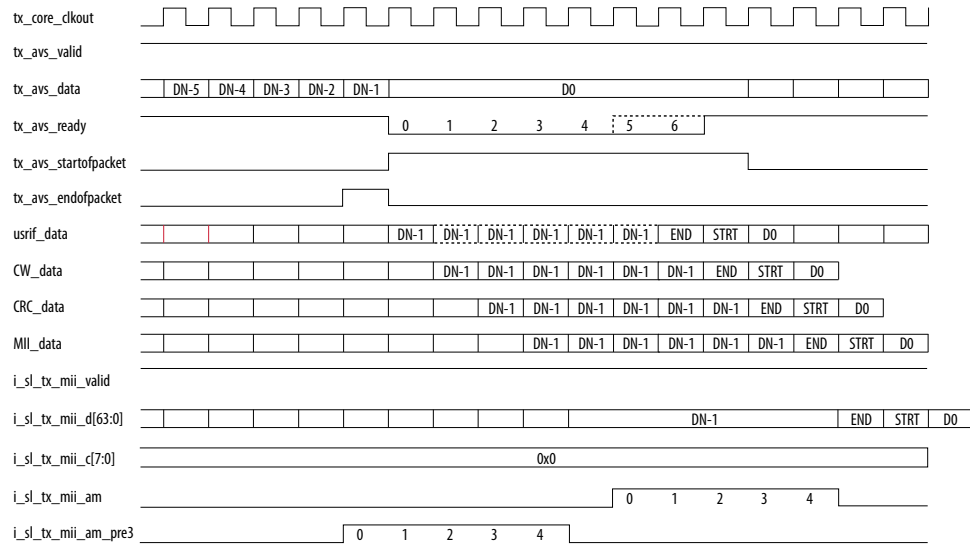 tx_core_clkout
tx_avs_valid
tx_avs_data DN-5 DN-4 DN-3 DN-2 DN-1 D0
tx_avs_ready 0 1 2 3 4 5 6
tx_avs_startofpacket
tx_avs_endofpacket
usrif_data DN-1 DN-1 DN-1 DN-1 DN-1 DN-1 END STRT D0
CW_data DN-1 DN-1 DN-1 DN-1 DN-1 DN-1 END STRT D0
CRC_data DN-1 DN-1 DN-1 DN-1 DN-1 DN-1 END STRT D0
MII_data DN-1 DN-1 DN-1 DN-1 DN-1 DN-1 END STRT D0
i_sl_tx_mii_valid
i_sl_tx_mii_d[63:0] DN-1 END STRT D0
i_sl_tx_mii_c[7:0] 0x0
i_sl_tx_mii_am 0 1 2 3 4
i_sl_tx_mii_am_pre3 0 1 2 3 4